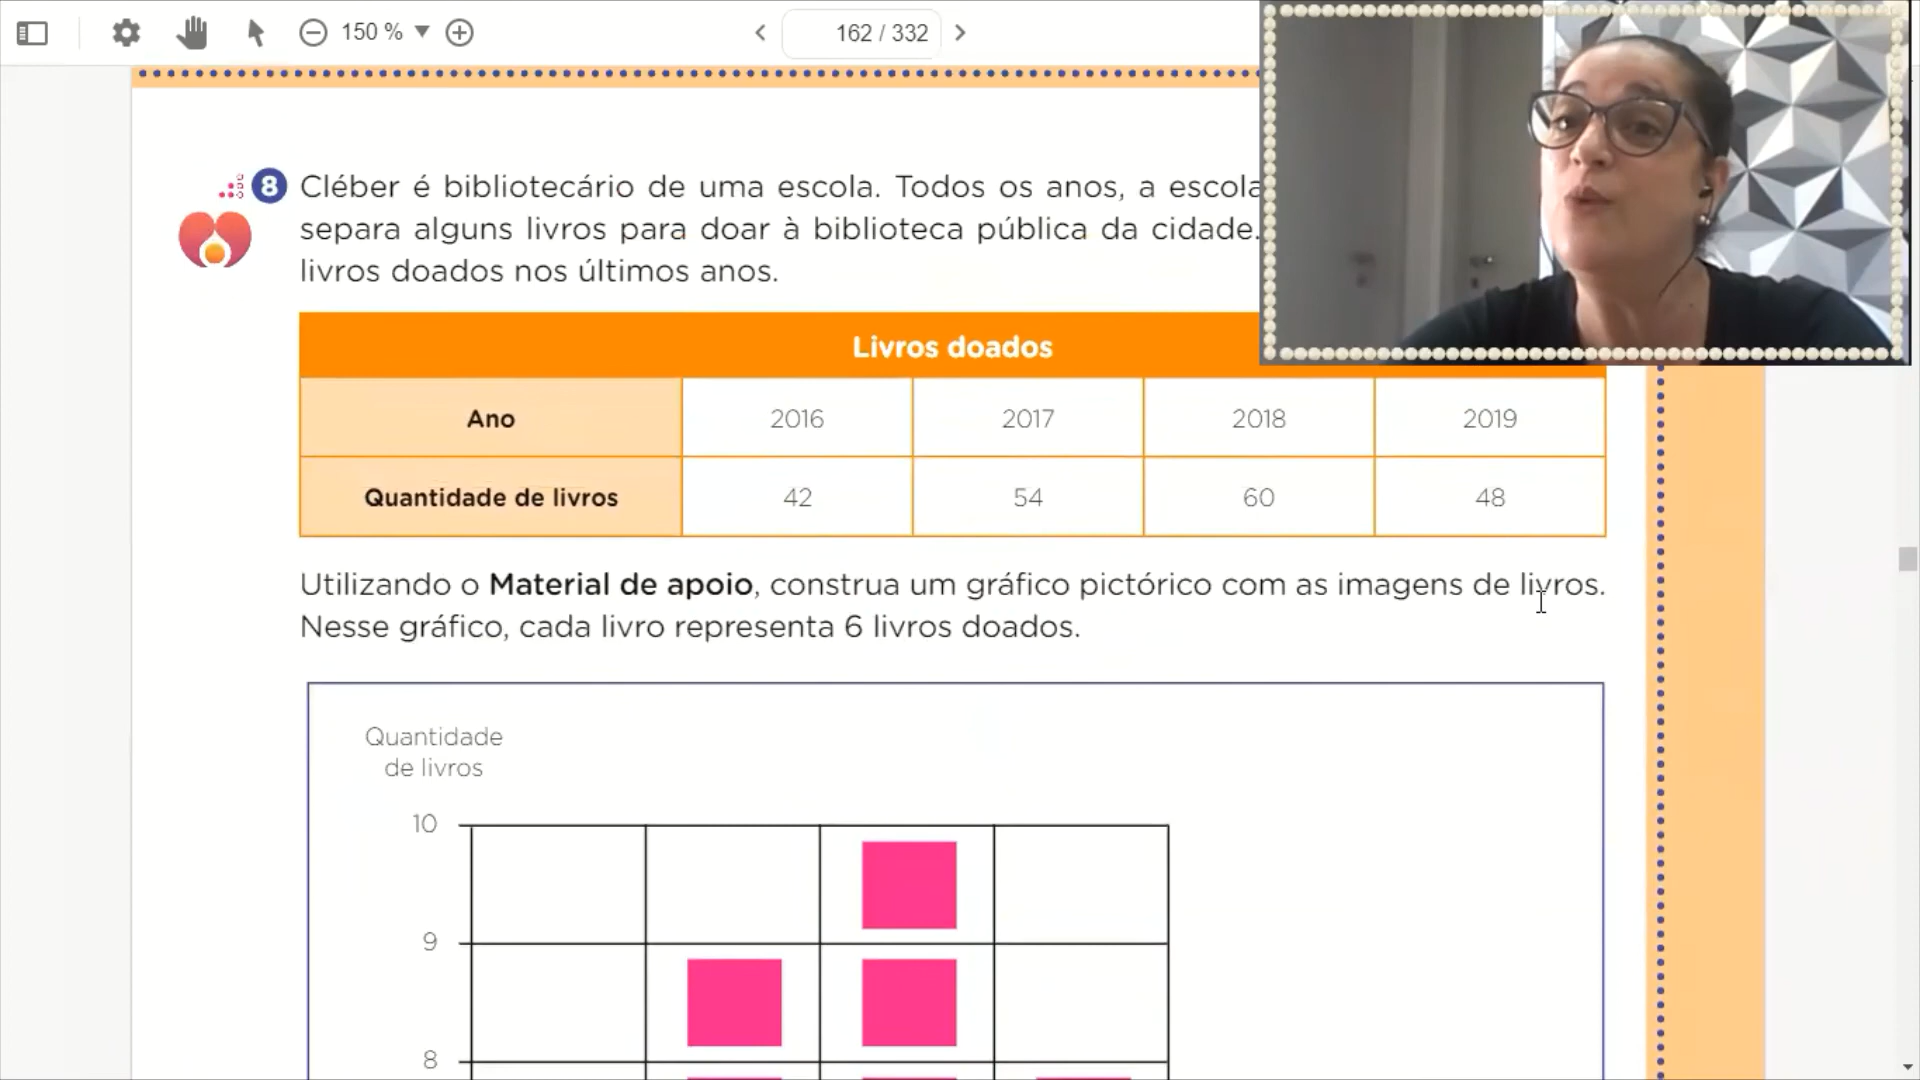 150 %
162 / 332
8 Cléber é bibliotecário de uma escola. Todos os anos, a escola
separa alguns livros para doar à biblioteca pública da cidade.
livros doados nos últimos anos.
Livros doados
Ano 2016 2017 2018 2019
Quantidade de livros 42 54 60 48
Utilizando o Material de apoio, construa um gráfico pictórico com as imagens de livros.
Nesse gráfico, cada livro representa 6 livros doados.
Quantidade
de livros
10
9
8